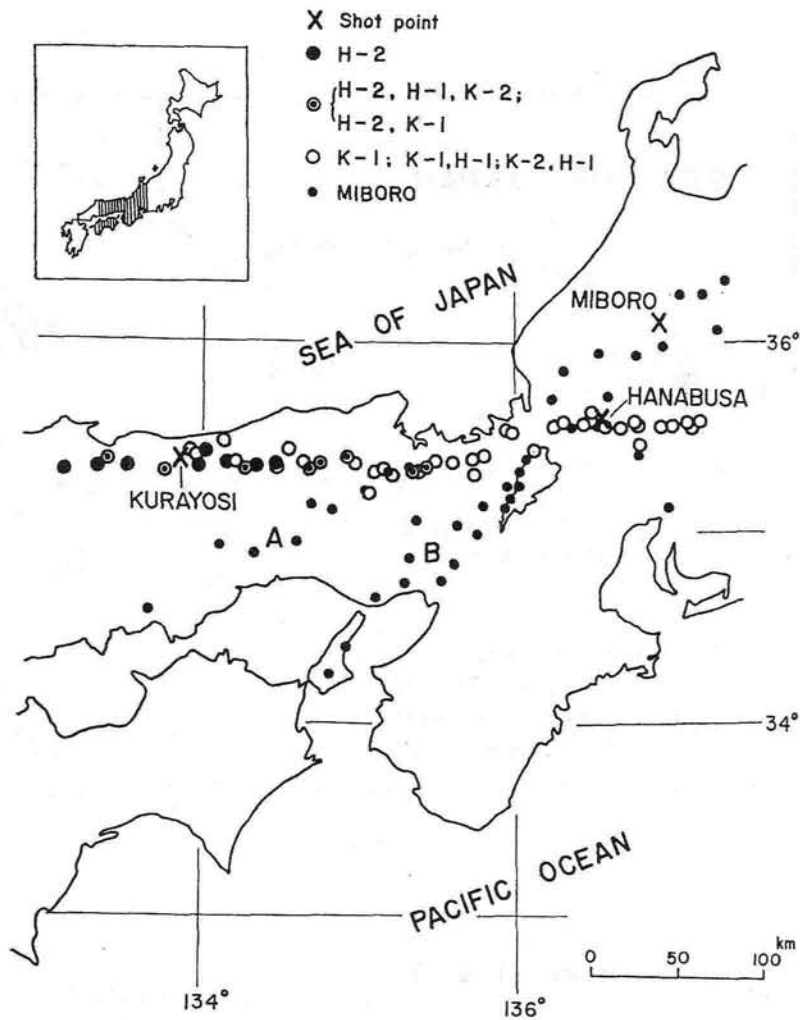 X Shot point
● H-2
◉ { H-2, H-1, K-2;
H-2, K-1
○ K-1; K-1, H-1; K-2, H-1
• MIBORO
SEA OF JAPAN
MIBORO
X
36°
HANABUSA
X
X
KURAYOSI
A
B
34°
PACIFIC OCEAN
km
0 50 100
134°
136°